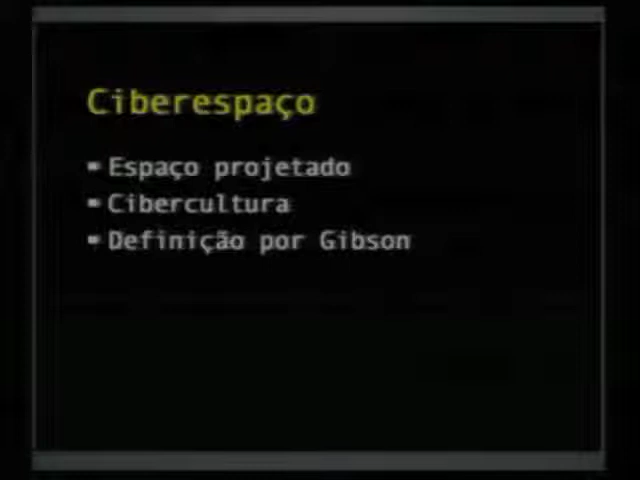 Ciberespaço
Espaço projetado
Cibercultura
Definição por Gibson